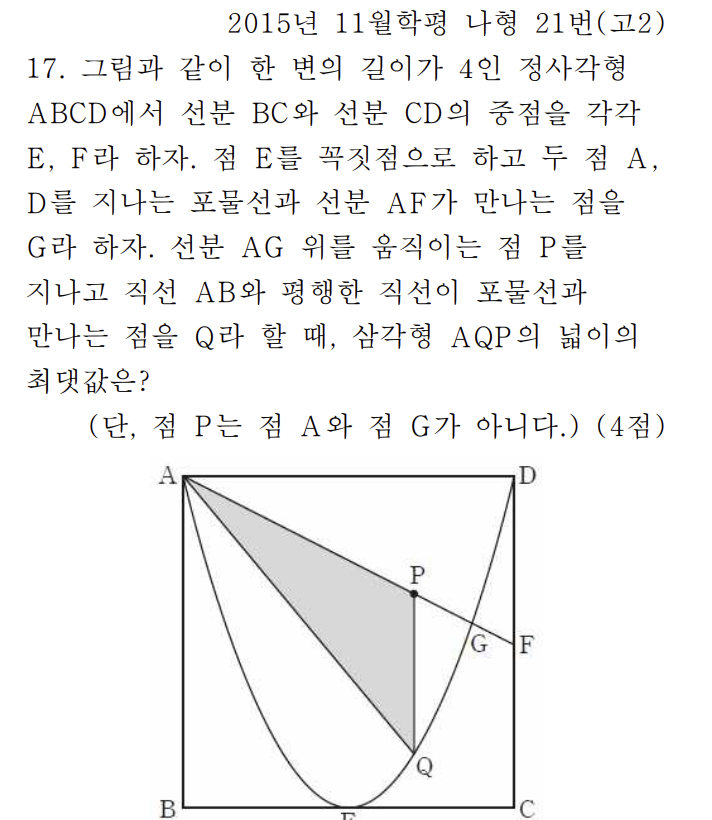 2015년 11월학평 나형 21번(고2)
17. 그림과 같이 한 변의 길이가 4인 정사각형
ABCD에서 선분 BC와 선분 CD의 중점을 각각
E, F라 하자. 점 E를 꼭짓점으로 하고 두 점 A,
D를 지나는 포물선과 선분 AF가 만나는 점을
G라 하자. 선분 AG 위를 움직이는 점 P를
지나고 직선 AB와 평행한 직선이 포물선과
만나는 점을 Q라 할 때, 삼각형 AQP의 넓이의
최댓값은?
(단, 점 P는 점 A와 점 G가 아니다.) (4점)
A D
P
G F
Q
B E C